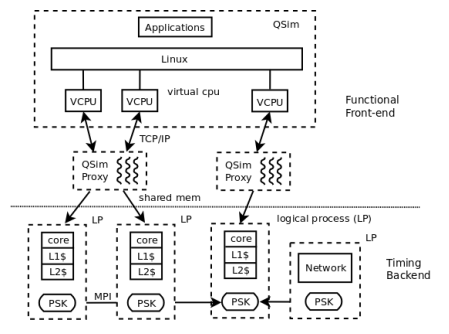 Applications
QSim
Linux
VCPU
VCPU
virtual cpu
VCPU
Functional
Front-end
TCP/IP
QSim
Proxy
QSim
Proxy
shared mem
LP
LP
logical process (LP)
LP
core
L1$
L2$
PSK
MPI
core
L1$
L2$
PSK
core
L1$
L2$
PSK
Network
PSK
Timing
Backend